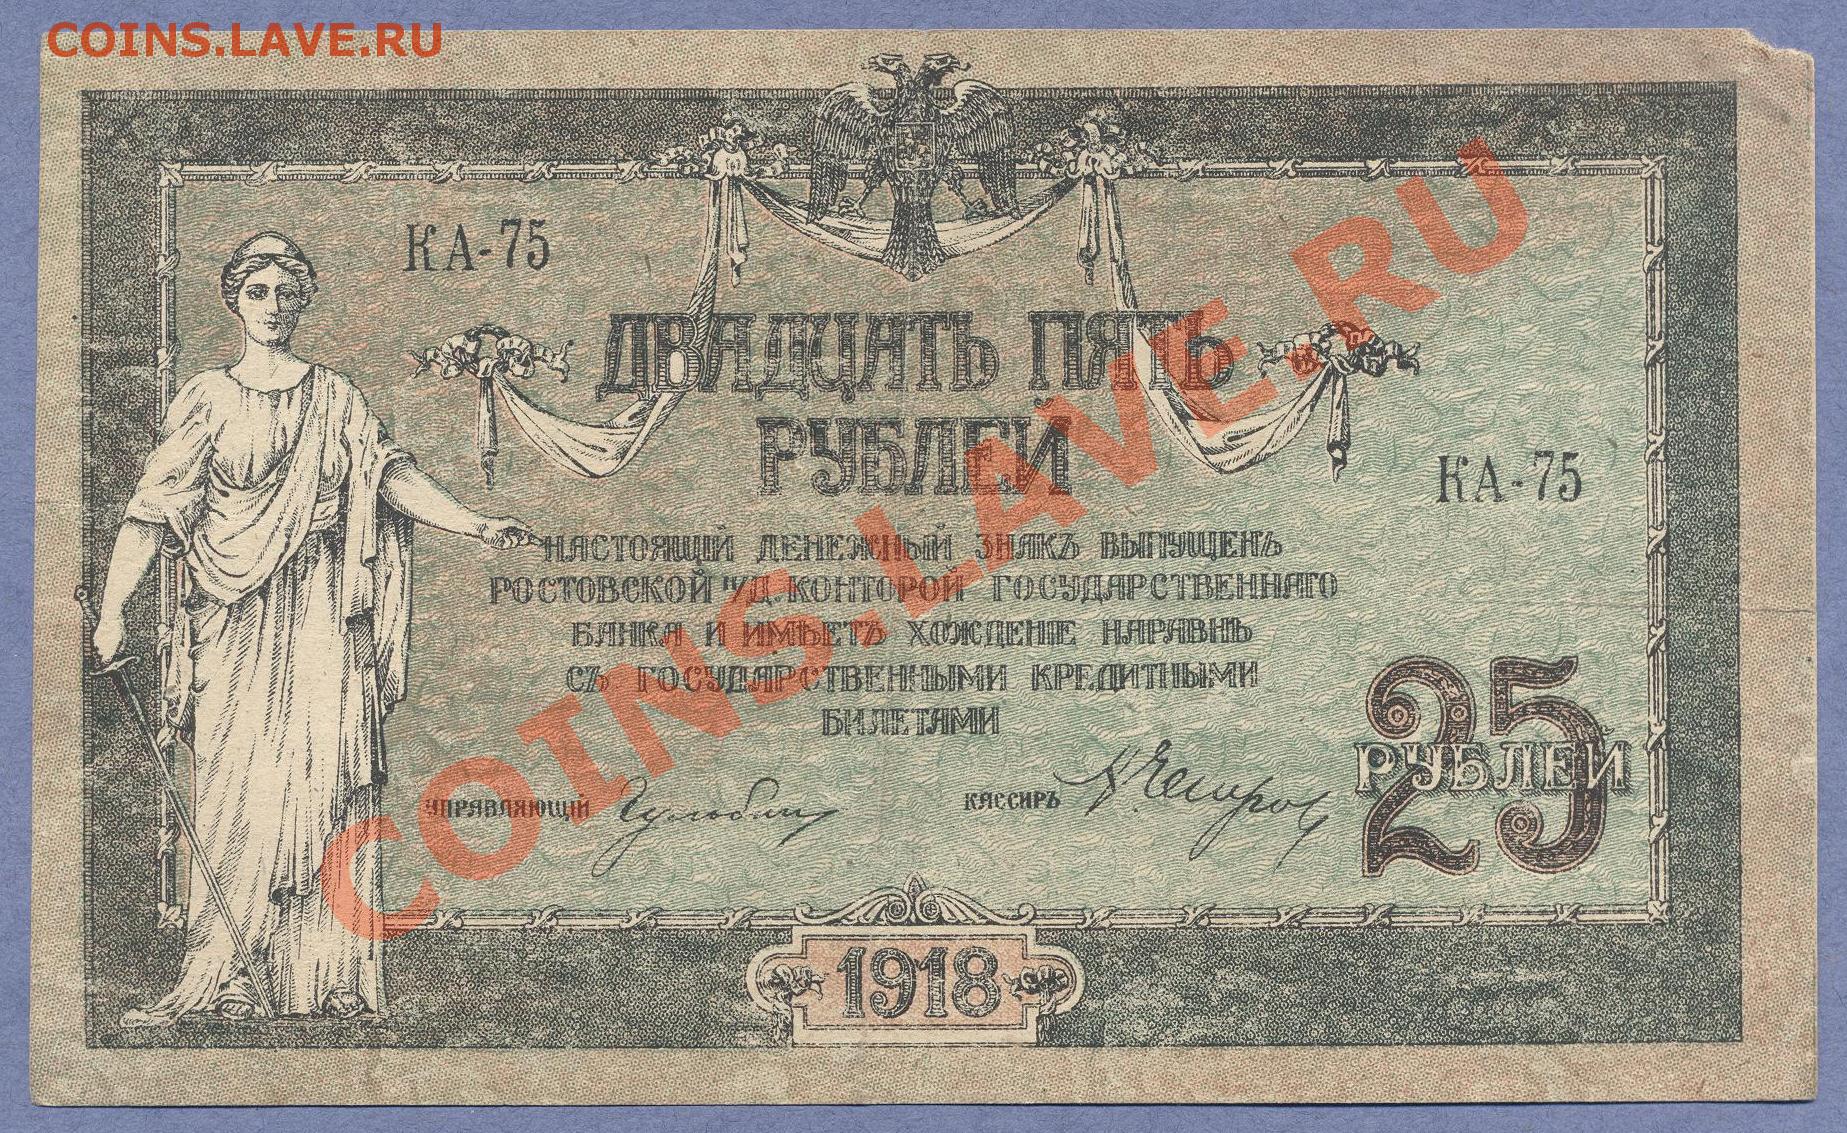 COINS.LAVE.RU
КА-75
ДВАДЦАТЬ ПЯТЬ
РУБЛЕЙ
КА-75
НАСТОЯЩІЙ ДЕНЕЖНЫЙ ЗНАКЪ ВЫПУЩЕНЪ
РОСТОВСКОЙ н/Д. КОНТОРОЙ ГОСУДАРСТВЕННАГО
БАНКА И ИМѢЕТЪ ХОЖДЕНІЕ НАРАВНѢ
СЪ ГОСУДАРСТВЕННЫМИ КРЕДИТНЫМИ
БИЛЕТАМИ
25
РУБЛЕЙ
УПРАВЛЯЮЩІЙ Гульбин
КАССИРЪ
1918
COINS.LAVE.RU